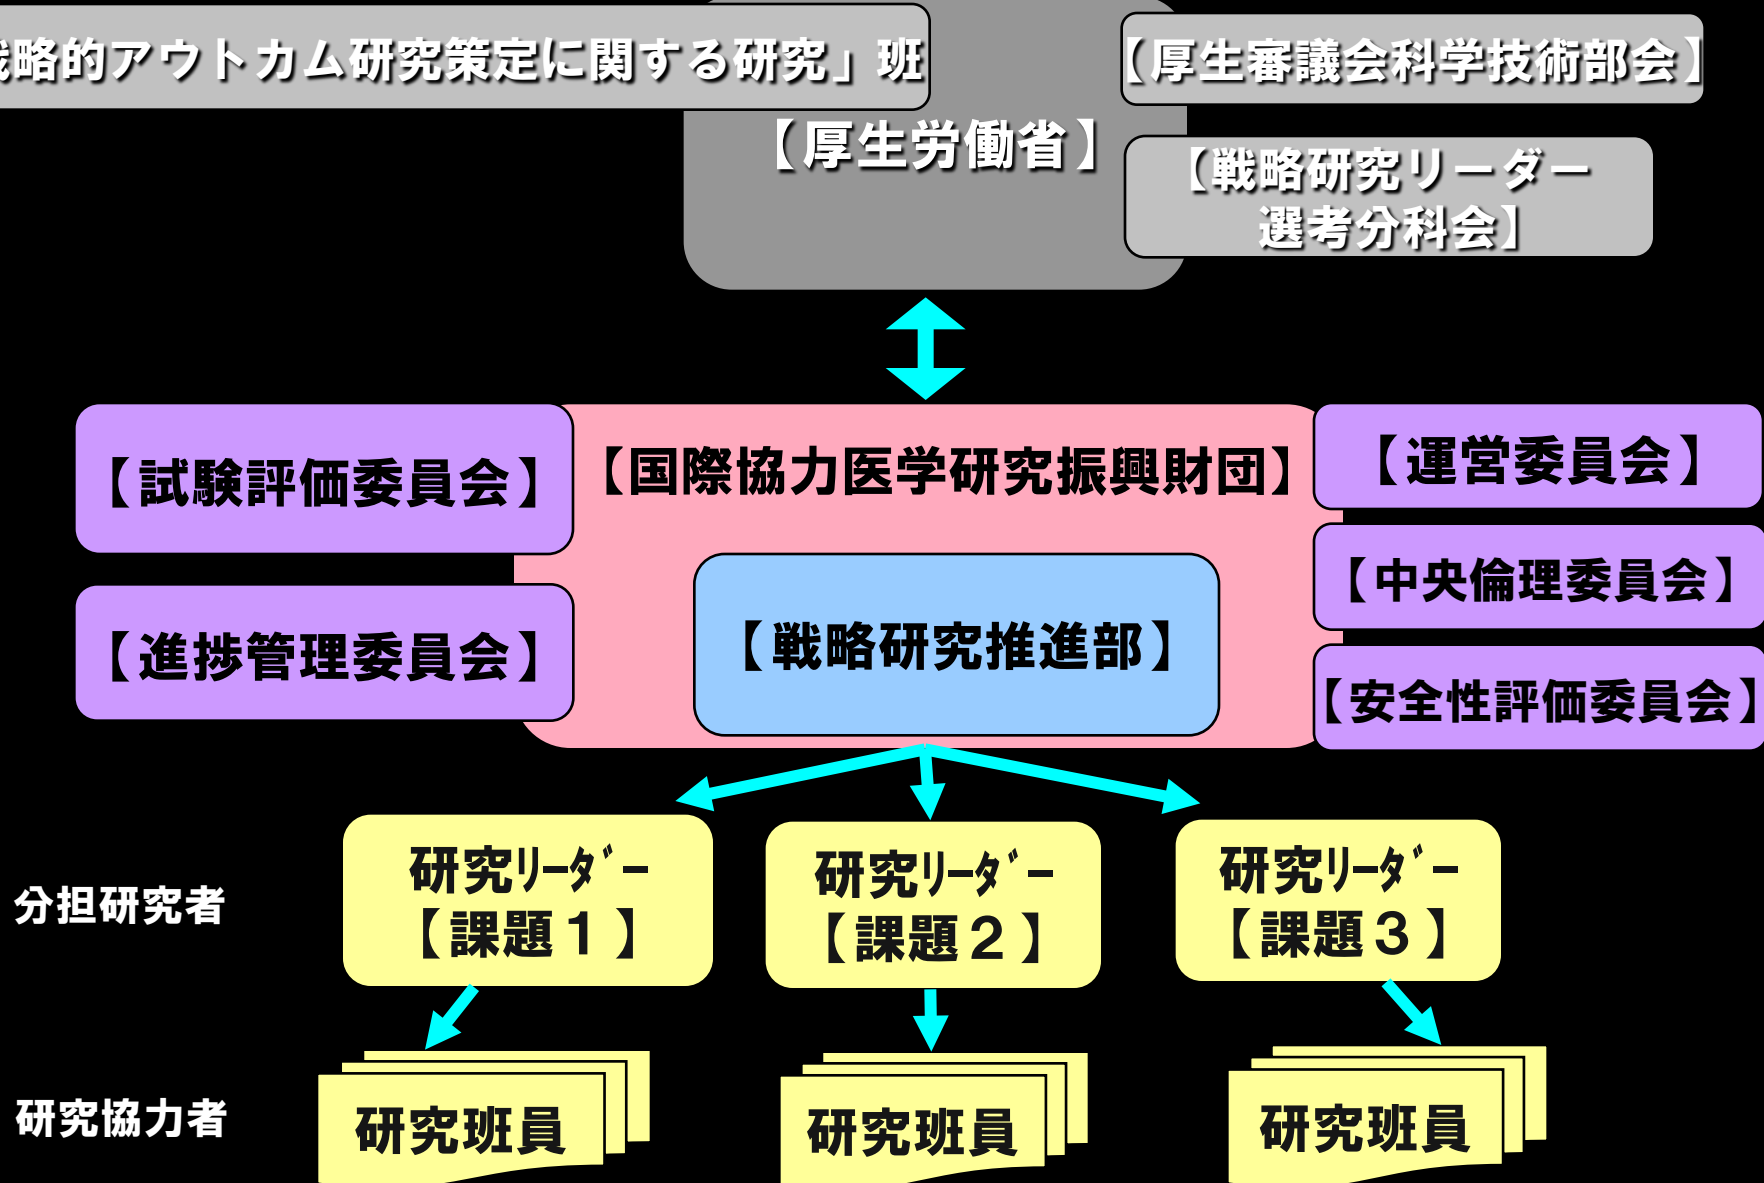 略的アウトカム研究策定に関する研究」班
【厚生審議会科学技術部会】
【厚生労働省】
【戦略研究リーダー
選考分科会】
【試験評価委員会】
【国際協力医学研究振興財団】
【運営委員会】
【中央倫理委員会】
【進捗管理委員会】
【戦略研究推進部】
【安全性評価委員会】
研究ﾘｰﾀﾞｰ
【課題１】
研究ﾘｰﾀﾞｰ
【課題２】
研究ﾘｰﾀﾞｰ
【課題３】
分担研究者
研究協力者
研究班員
研究班員
研究班員